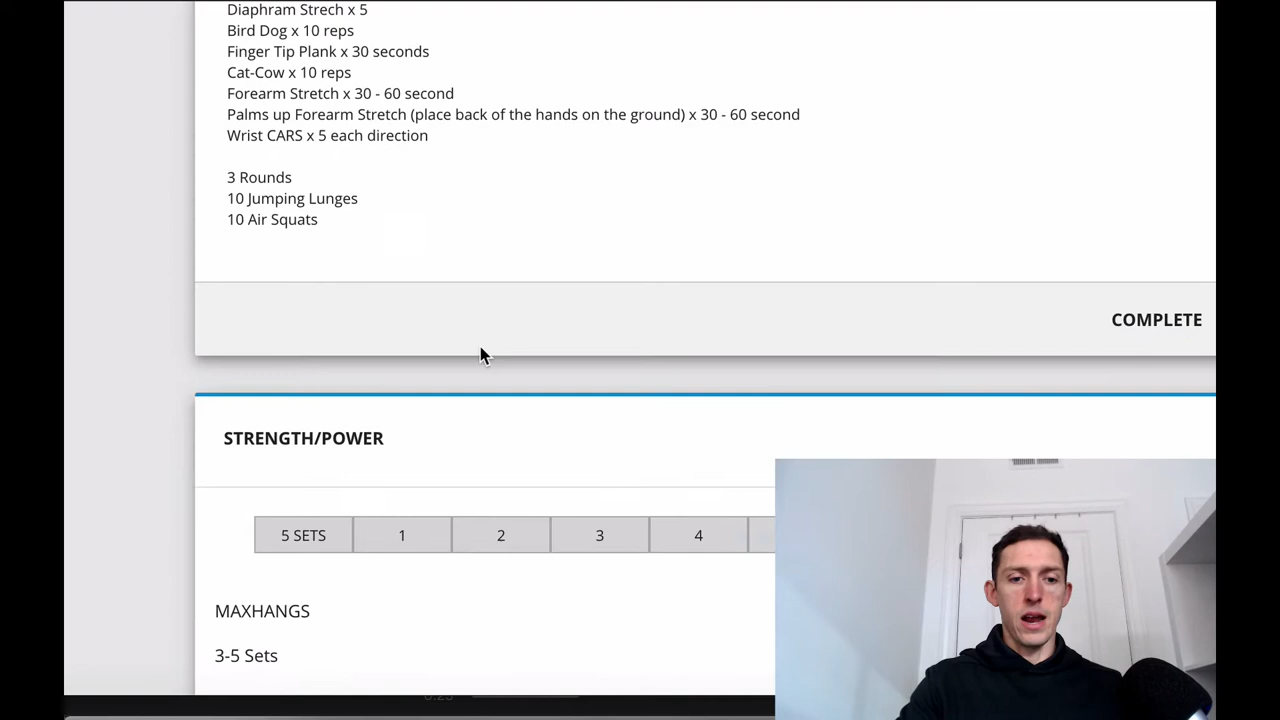 Diaphram Strech x 5
Bird Dog x 10 reps
Finger Tip Plank x 30 seconds
Cat-Cow x 10 reps
Forearm Stretch x 30 - 60 second
Palms up Forearm Stretch (place back of the hands on the ground) x 30 - 60 second
Wrist CARS x 5 each direction
3 Rounds
10 Jumping Lunges
10 Air Squats
COMPLETE
STRENGTH/POWER
5 SETS 1 2 3 4
MAXHANGS
3-5 Sets